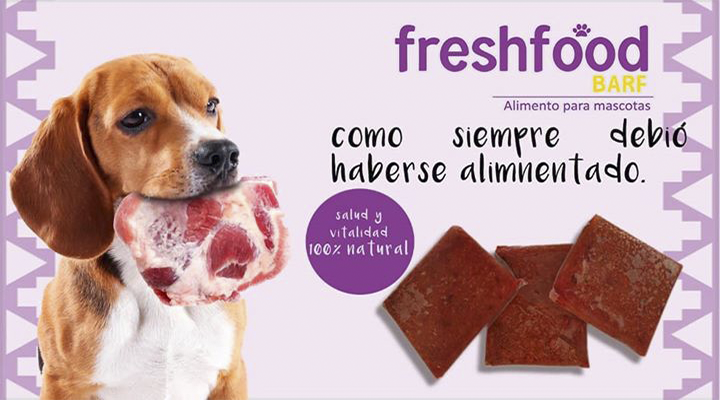 freshfood
BARF
Alimento para mascotas
como siempre debió
haberse alimnentado.
salud y
vitalidad
100% natural